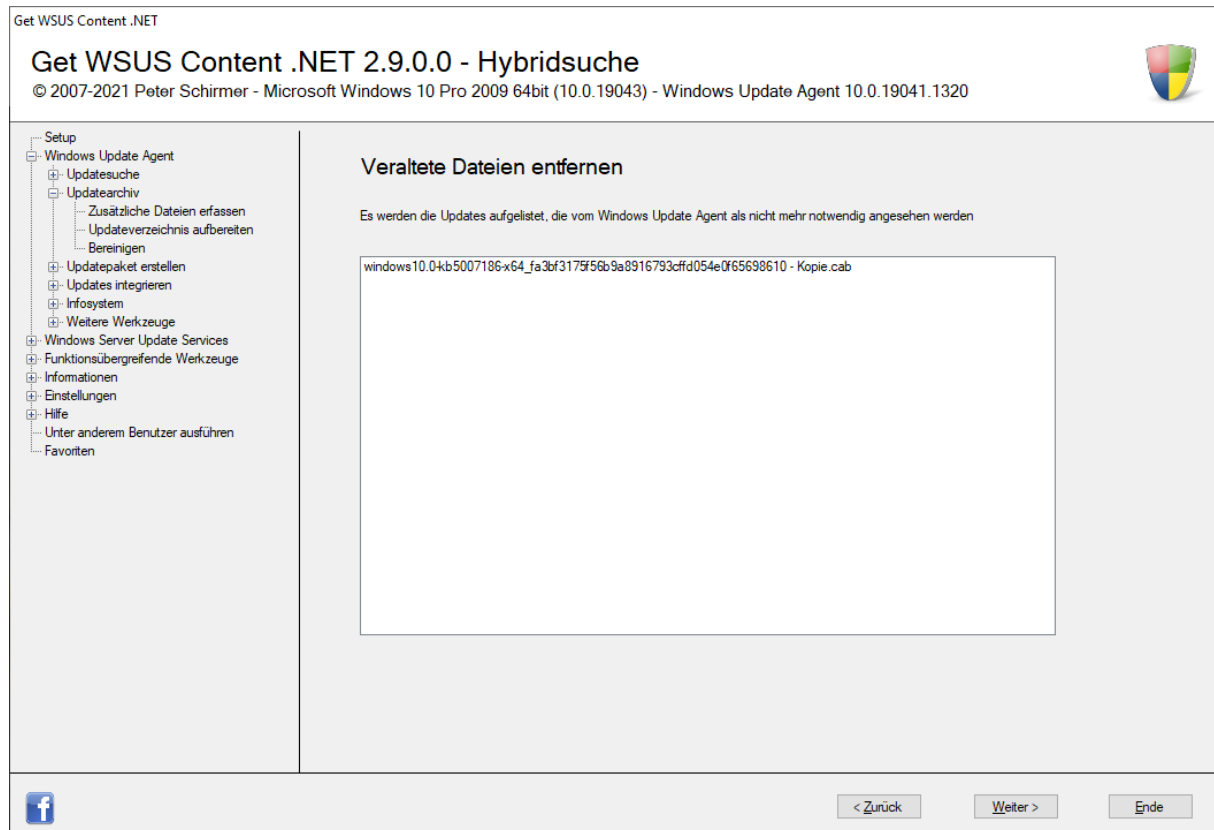 Get WSUS Content .NET
Get WSUS Content .NET 2.9.0.0 - Hybridsuche
© 2007-2021 Peter Schirmer - Microsoft Windows 10 Pro 2009 64bit (10.0.19043) - Windows Update Agent 10.0.19041.1320
Setup
Windows Update Agent
Updatesuche
Updatearchiv
Zusätzliche Dateien erfassen
Updateverzeichnis aufbereiten
Bereinigen
Updatepaket erstellen
Updates integrieren
Infosystem
Weitere Werkzeuge
Windows Server Update Services
Funktionsübergreifende Werkzeuge
Informationen
Einstellungen
Hilfe
Unter anderem Benutzer ausführen
Favoriten
Veraltete Dateien entfernen
Es werden die Updates aufgelistet, die vom Windows Update Agent als nicht mehr notwendig angesehen werden
windows10.0-kb5007186-x64_fa3bf3175f56b9a8916793cffd054e0f65698610 - Kopie.cab
< Zurück
Weiter >
Ende